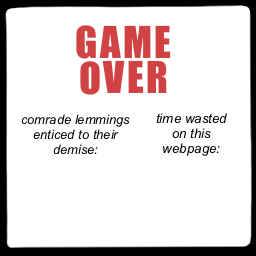 GAME
OVER
comrade lemmings
enticed to their
demise:
time wasted
on this
webpage: